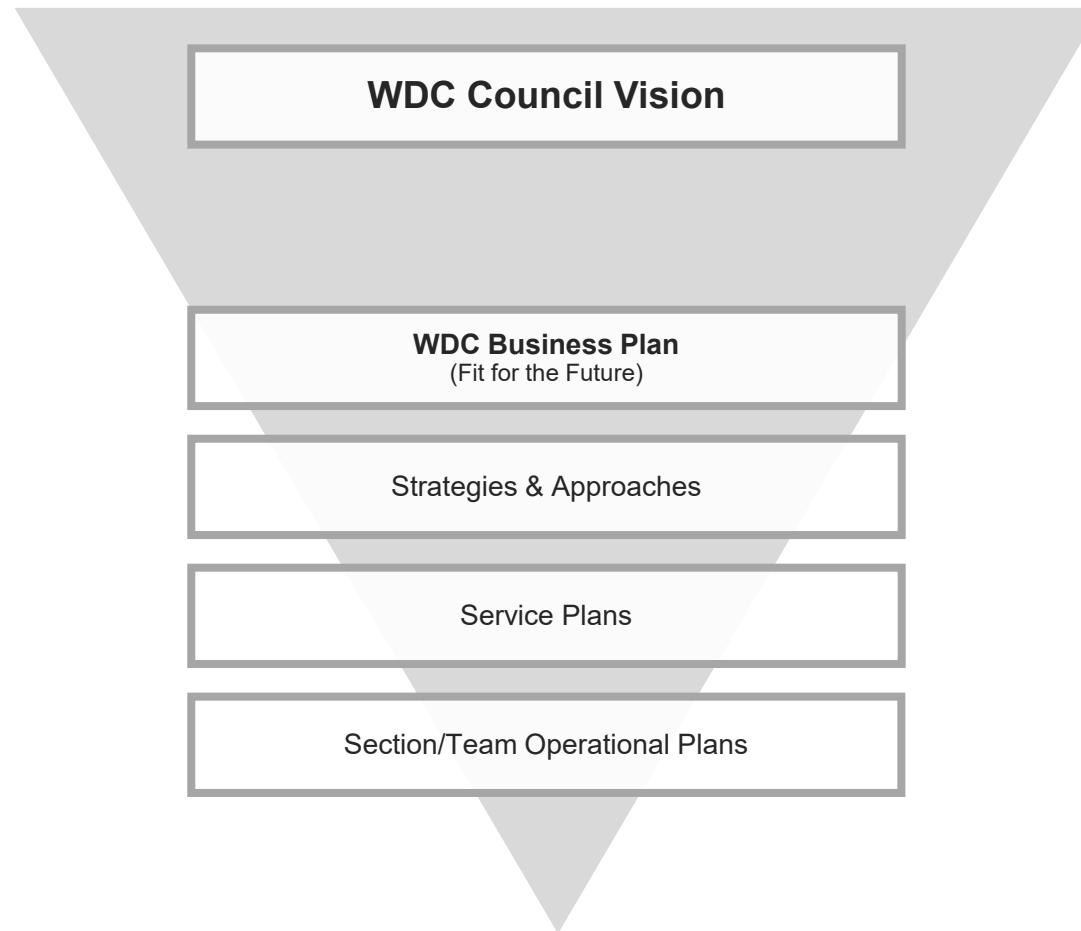 WDC Council Vision
WDC Business Plan
(Fit for the Future)
Strategies & Approaches
Service Plans
Section/Team Operational Plans